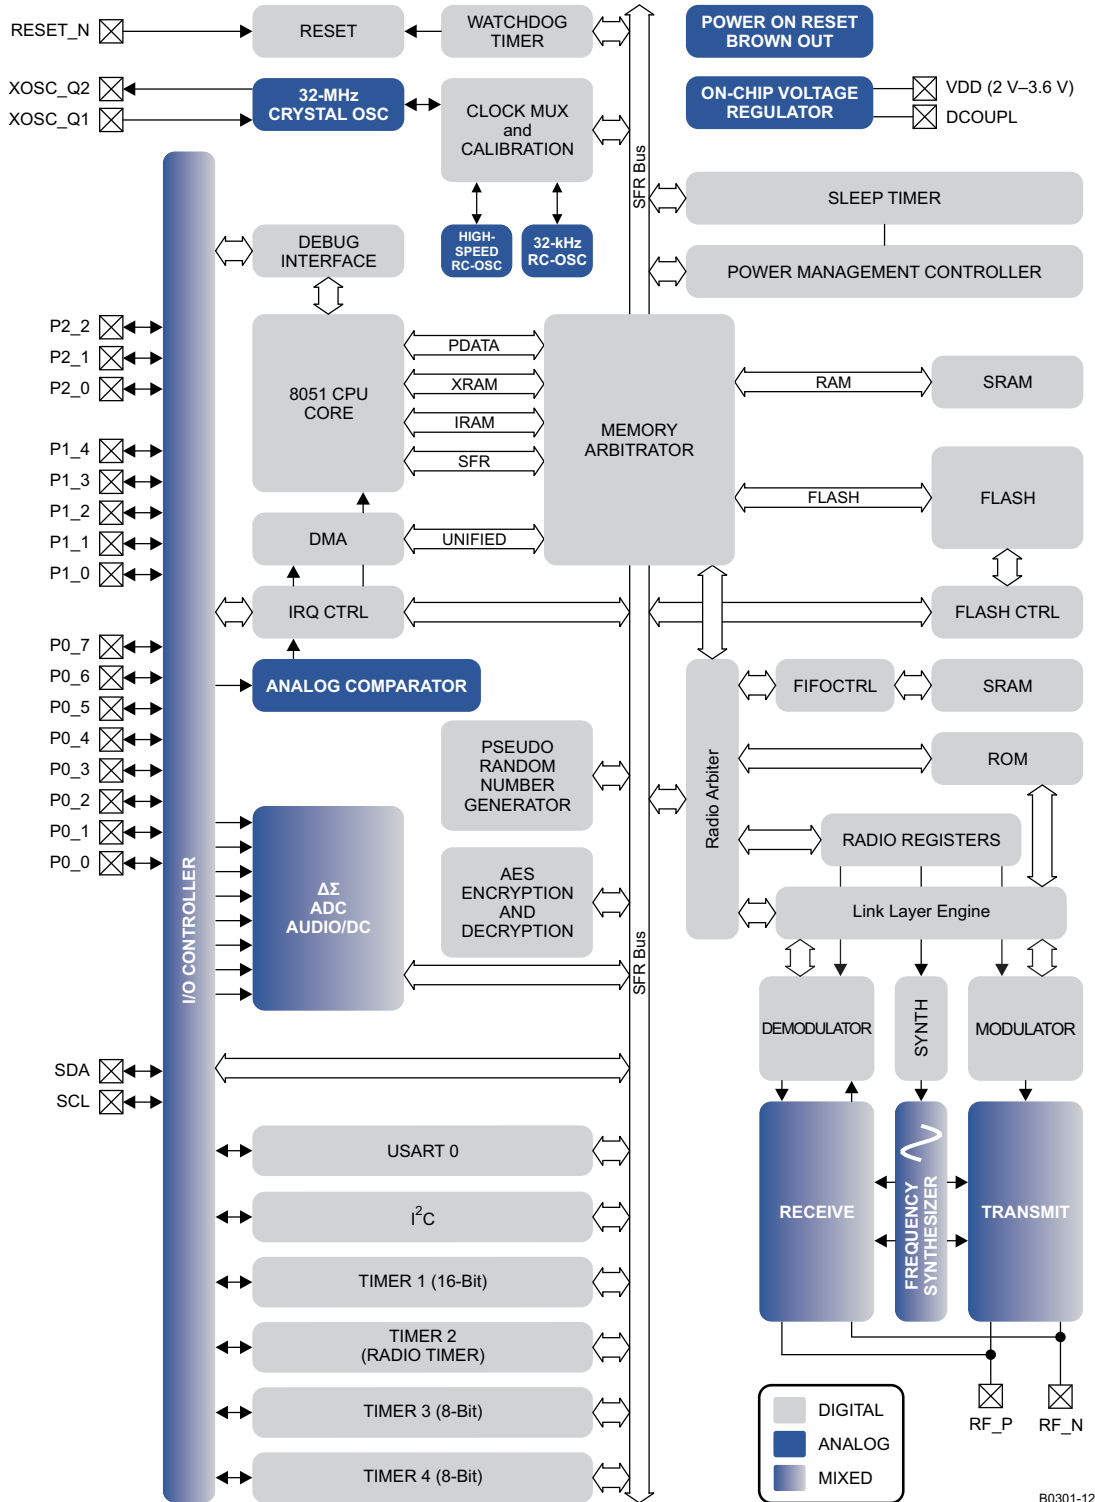 RESET_N
RESET
WATCHDOG
TIMER
POWER ON RESET
BROWN OUT
XOSC_Q2
XOSC_Q1
32-MHz
CRYSTAL OSC
CLOCK MUX
and
CALIBRATION
ON-CHIP VOLTAGE
REGULATOR
VDD (2 V–3.6 V)
DCOUPL
SFR Bus
SLEEP TIMER
HIGH-
SPEED
RC-OSC
32-kHz
RC-OSC
DEBUG
INTERFACE
POWER MANAGEMENT CONTROLLER
P2_2
P2_1
P2_0
P1_4
P1_3
P1_2
P1_1
P1_0
P0_7
P0_6
P0_5
P0_4
P0_3
P0_2
P0_1
P0_0
SDA
SCL
I/O CONTROLLER
8051 CPU
CORE
PDATA
XRAM
IRAM
SFR
MEMORY
ARBITRATOR
RAM
SRAM
FLASH
FLASH
DMA
UNIFIED
IRQ CTRL
FLASH CTRL
ANALOG COMPARATOR
FIFOCTRL
SRAM
Radio Arbiter
PSEUDO
RANDOM
NUMBER
GENERATOR
ROM
RADIO REGISTERS
ΔΣ
ADC
AUDIO/DC
AES
ENCRYPTION
AND
DECRYPTION
Link Layer Engine
SFR Bus
DEMODULATOR
SYNTH
MODULATOR
RECEIVE
FREQUENCY
SYNTHESIZER
TRANSMIT
USART 0
I2C
TIMER 1 (16-Bit)
TIMER 2
(RADIO TIMER)
TIMER 3 (8-Bit)
TIMER 4 (8-Bit)
RF_P
RF_N
DIGITAL
ANALOG
MIXED
B0301-12